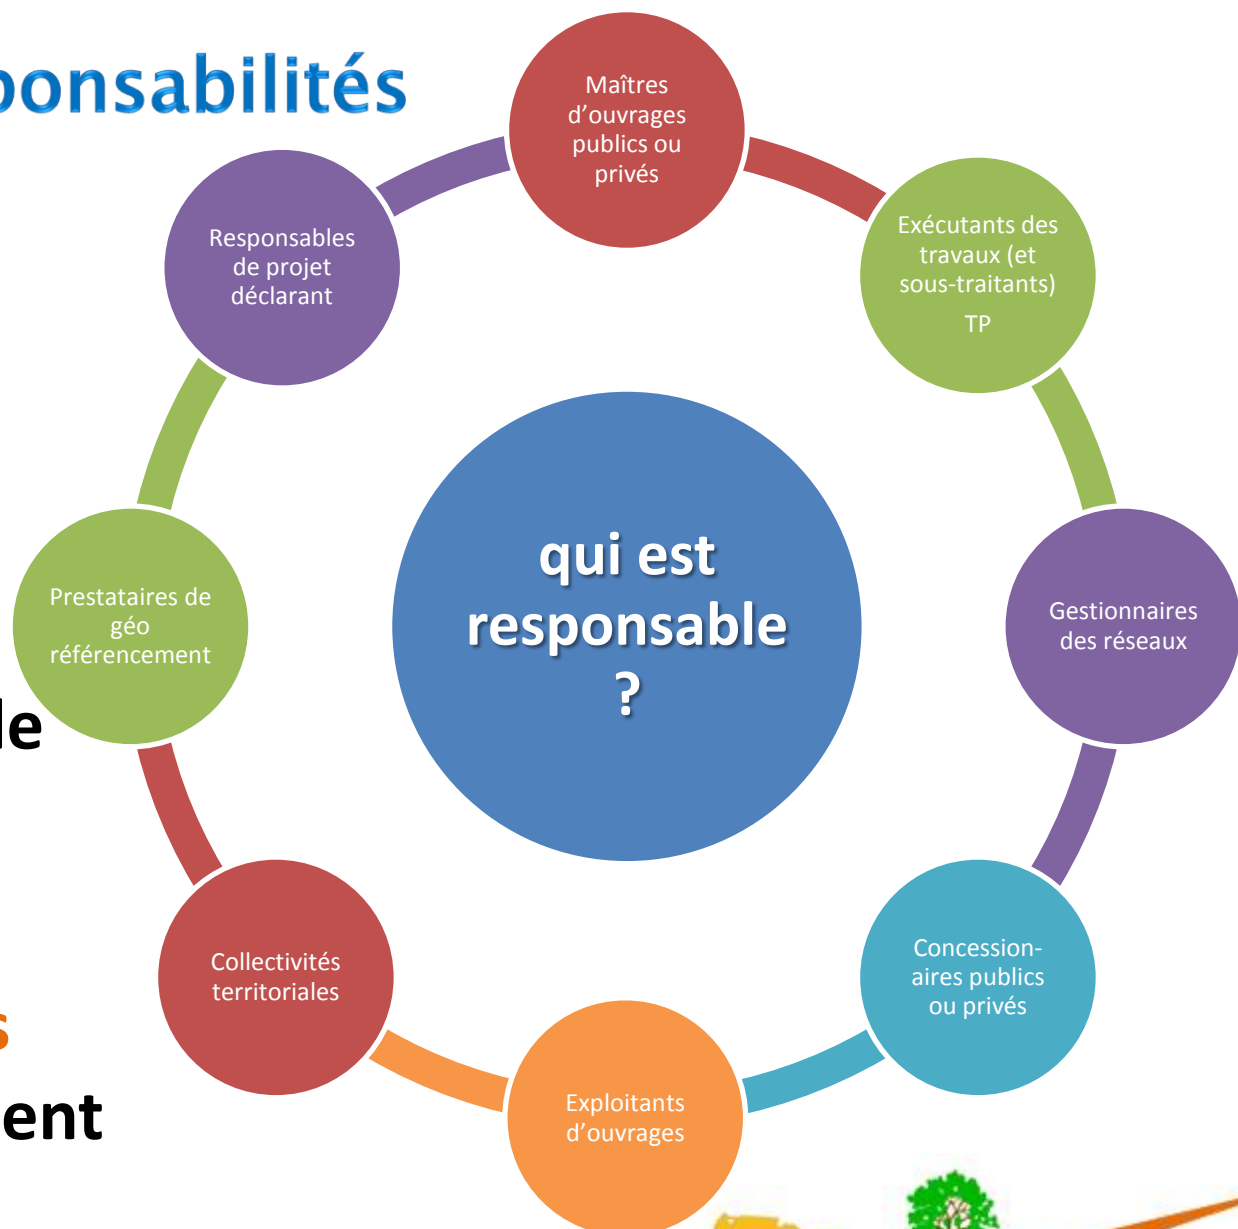 ponsabilités
Maîtres
d’ouvrages
publics ou
privés
Exécutants des
travaux (et
sous-traitants)
TP
Gestionnaires
des réseaux
Concession-
aires publics
ou privés
Exploitants
d’ouvrages
Collectivités
territoriales
Prestataires de
géo
référencement
Responsables
de projet
déclarant
qui est
responsable
?
le
s
ent